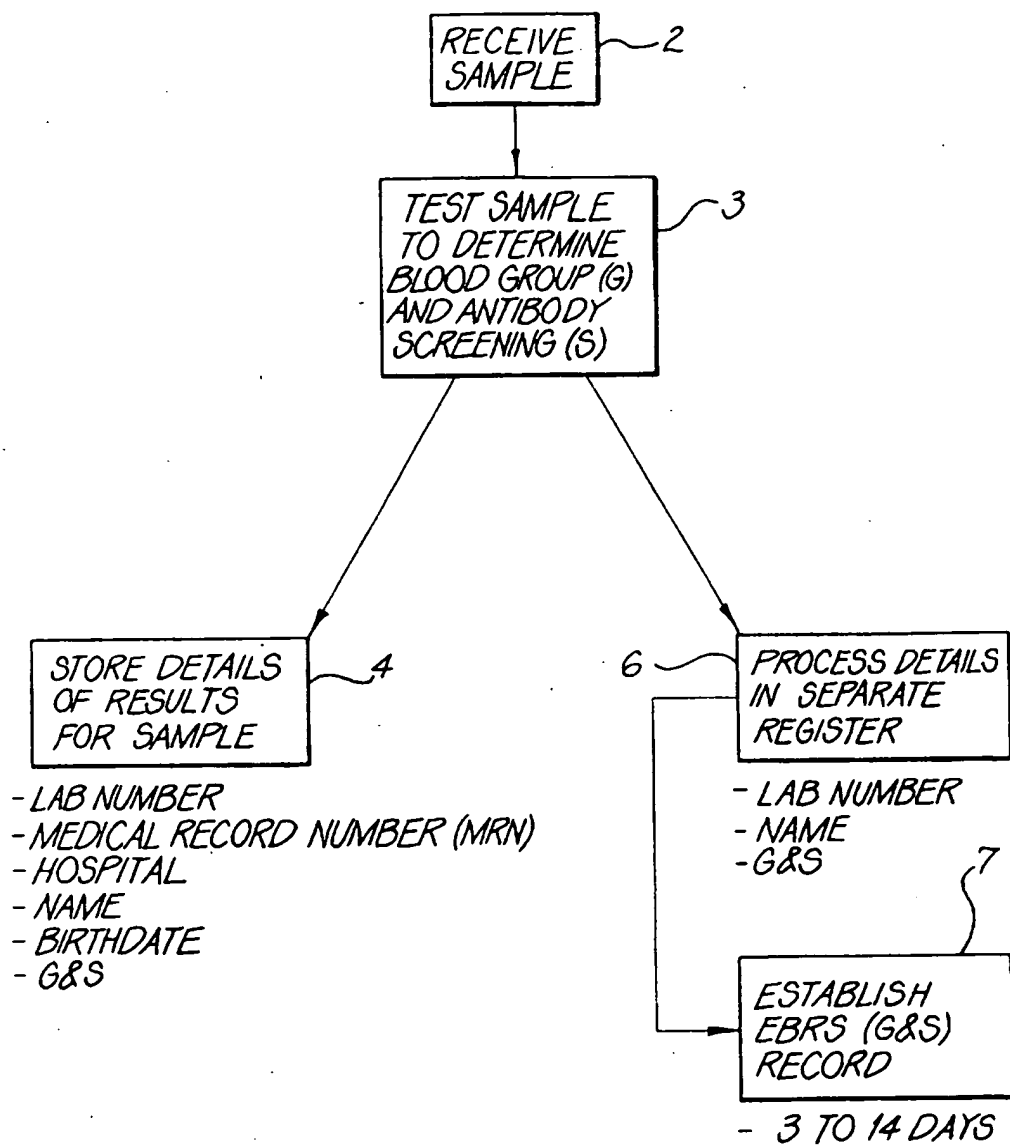 RECEIVE
SAMPLE
2
TEST SAMPLE
TO DETERMINE
BLOOD GROUP (G)
AND ANTIBODY
SCREENING (S)
3
STORE DETAILS
OF RESULTS
FOR SAMPLE
4
- LAB NUMBER
- MEDICAL RECORD NUMBER (MRN)
- HOSPITAL
- NAME
- BIRTHDATE
- G&S
6
PROCESS DETAILS
IN SEPARATE
REGISTER
- LAB NUMBER
- NAME
- G&S
7
ESTABLISH
EBRS (G&S)
RECORD
- 3 TO 14 DAYS